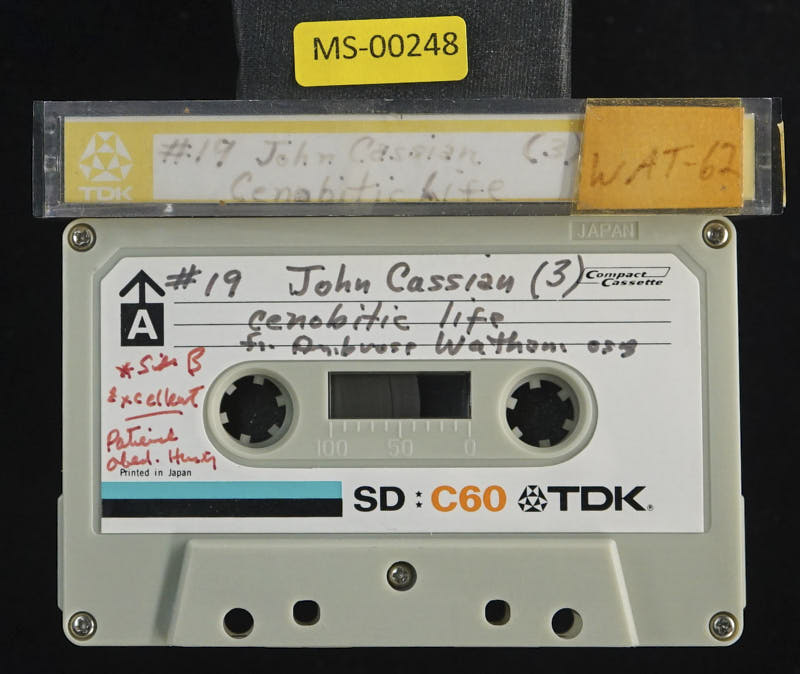 MS-00248
#19 John Cassian (3)
Cenobitic Life
TDK
WAT-62
JAPAN
A
#19 John Cassian (3)
Compact
Cassette
cenobitic life
fr. Ambrose Wathen osb
* Side B
Excellent
obed.
Printed in Japan
100 50 0
SD : C60 TDK